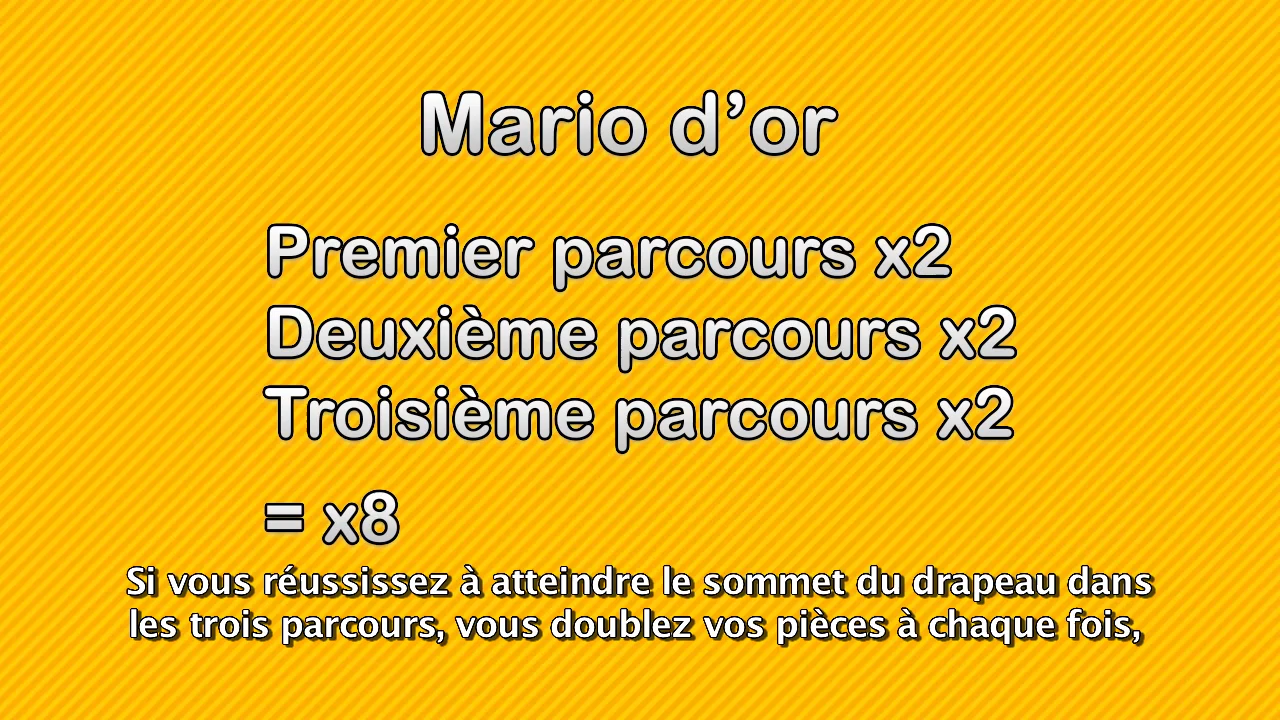 Mario d’or
Premier parcours x2
Deuxième parcours x2
Troisième parcours x2
= x8
Si vous réussissez à atteindre le sommet du drapeau dans
les trois parcours, vous doublez vos pièces à chaque fois,